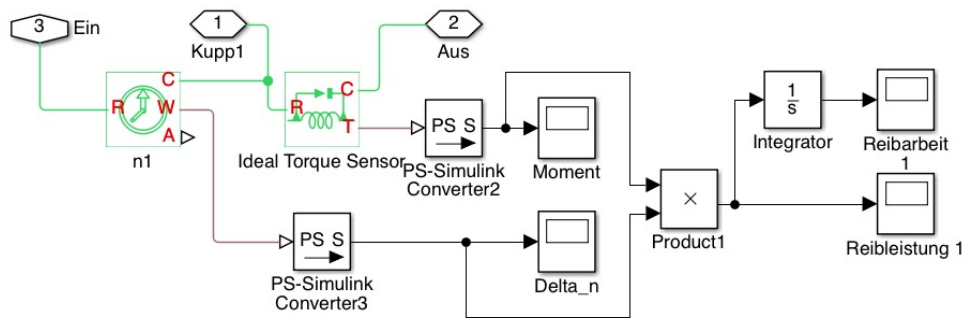 3
Ein
1
Kupp1
2
Aus
R
C
W
A
n1
R
C
T
Ideal Torque Sensor
PS S
PS-Simulink
Converter2
Moment
1
s
Integrator
Reibarbeit
1
×
Product1
Reibleistung 1
PS S
PS-Simulink
Converter3
Delta_n